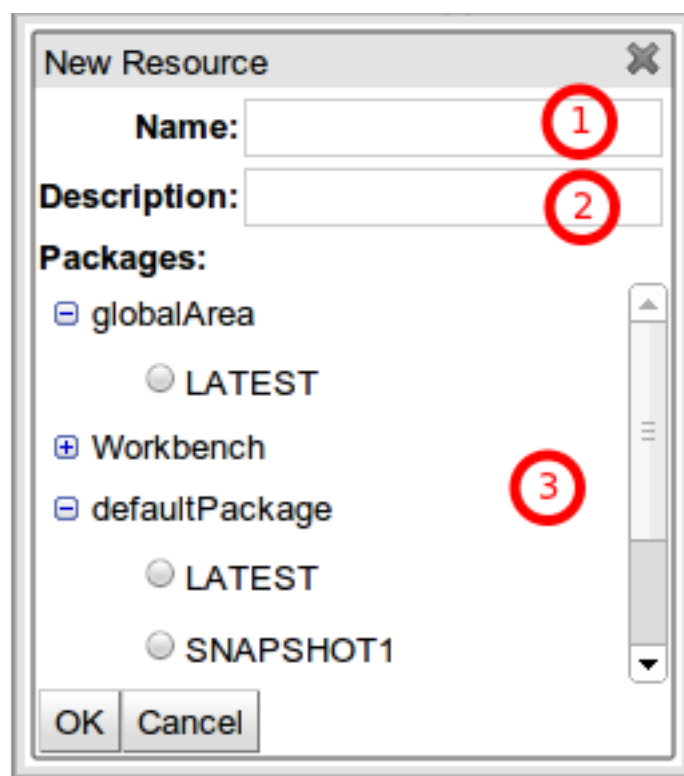 New Resource
Name: 1
Description: 2
Packages:
globalArea
LATEST
Workbench
defaultPackage
3
LATEST
SNAPSHOT1
OK Cancel